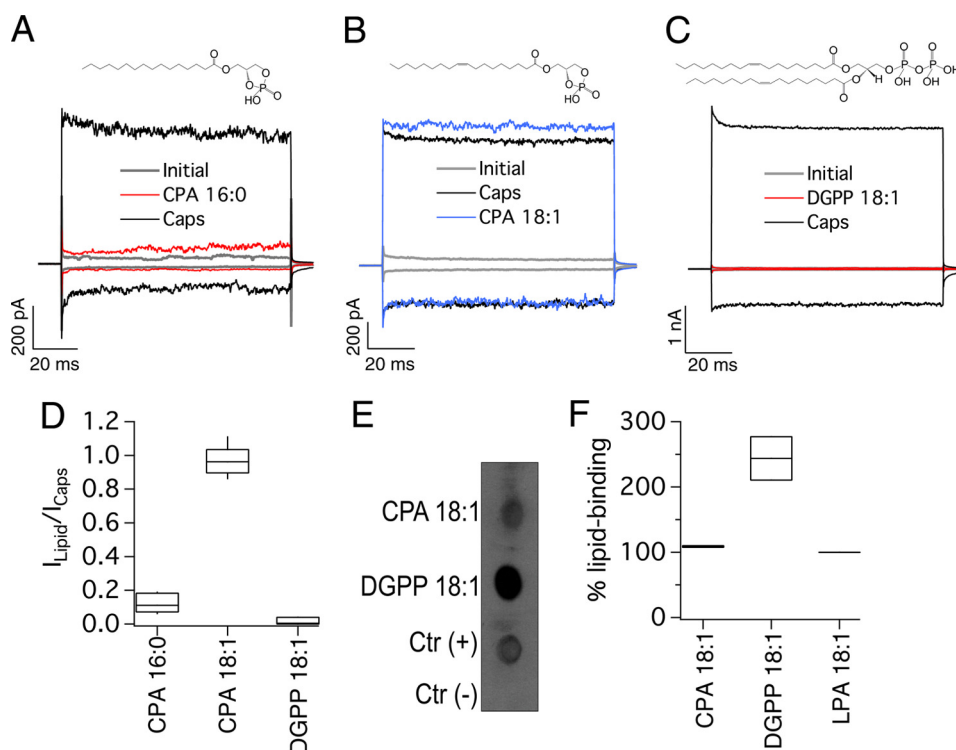 A
B
C
O
O
O
O
P
HO
O
O
O
O
O
P
HO
O
O
O
O
O
O
H
O
P
OH
O
O
P
OH
OH
Initial
CPA 16:0
Caps
200 pA
20 ms
Initial
Caps
CPA 18:1
200 pA
20 ms
Initial
DGPP 18:1
Caps
1 nA
20 ms
D
I_Lipid/I_Caps
1.2
1.0
0.8
0.6
0.4
0.2
0.0
CPA 16:0
CPA 18:1
DGPP 18:1
E
CPA 18:1
DGPP 18:1
Ctr (+)
Ctr (-)
F
% lipid-binding
300
200
100
0
CPA 18:1
DGPP 18:1
LPA 18:1